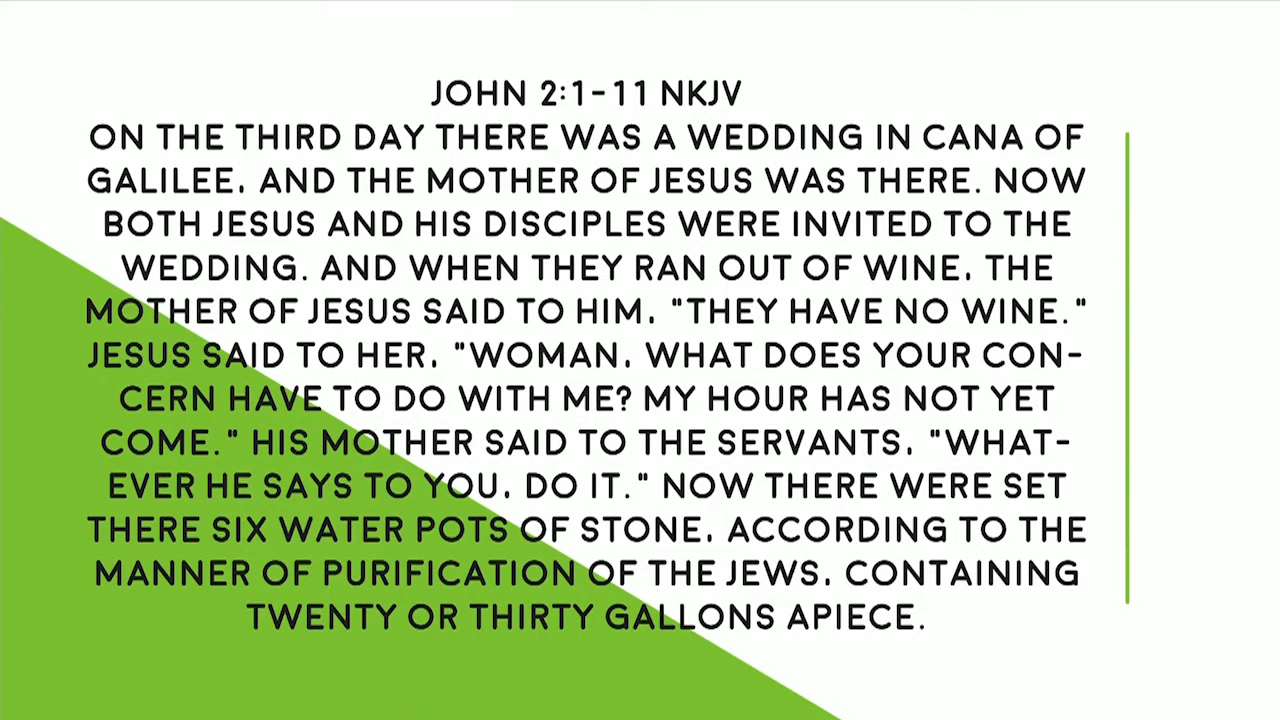 JOHN 2:1-11 NKJV
ON THE THIRD DAY THERE WAS A WEDDING IN CANA OF
GALILEE, AND THE MOTHER OF JESUS WAS THERE. NOW
BOTH JESUS AND HIS DISCIPLES WERE INVITED TO THE
WEDDING. AND WHEN THEY RAN OUT OF WINE, THE
MOTHER OF JESUS SAID TO HIM, "THEY HAVE NO WINE."
JESUS SAID TO HER, "WOMAN, WHAT DOES YOUR CON-
CERN HAVE TO DO WITH ME? MY HOUR HAS NOT YET
COME." HIS MOTHER SAID TO THE SERVANTS, "WHAT-
EVER HE SAYS TO YOU, DO IT." NOW THERE WERE SET
THERE SIX WATER POTS OF STONE, ACCORDING TO THE
MANNER OF PURIFICATION OF THE JEWS, CONTAINING
TWENTY OR THIRTY GALLONS APIECE.